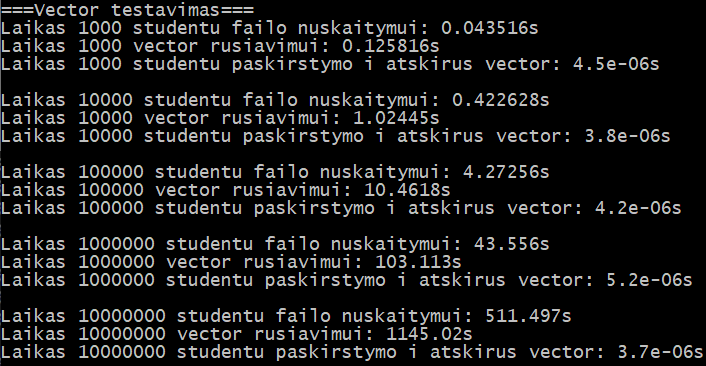 ===Vector testavimas===
Laikas 1000 studentu failo nuskaitymui: 0.043516s
Laikas 1000 vector rusiavimui: 0.125816s
Laikas 1000 studentu paskirstymo i atskirus vector: 4.5e-06s
Laikas 10000 studentu failo nuskaitymui: 0.422628s
Laikas 10000 vector rusiavimui: 1.02445s
Laikas 10000 studentu paskirstymo i atskirus vector: 3.8e-06s
Laikas 100000 studentu failo nuskaitymui: 4.27256s
Laikas 100000 vector rusiavimui: 10.4618s
Laikas 100000 studentu paskirstymo i atskirus vector: 4.2e-06s
Laikas 1000000 studentu failo nuskaitymui: 43.556s
Laikas 1000000 vector rusiavimui: 103.113s
Laikas 1000000 studentu paskirstymo i atskirus vector: 5.2e-06s
Laikas 10000000 studentu failo nuskaitymui: 511.497s
Laikas 10000000 vector rusiavimui: 1145.02s
Laikas 10000000 studentu paskirstymo i atskirus vector: 3.7e-06s